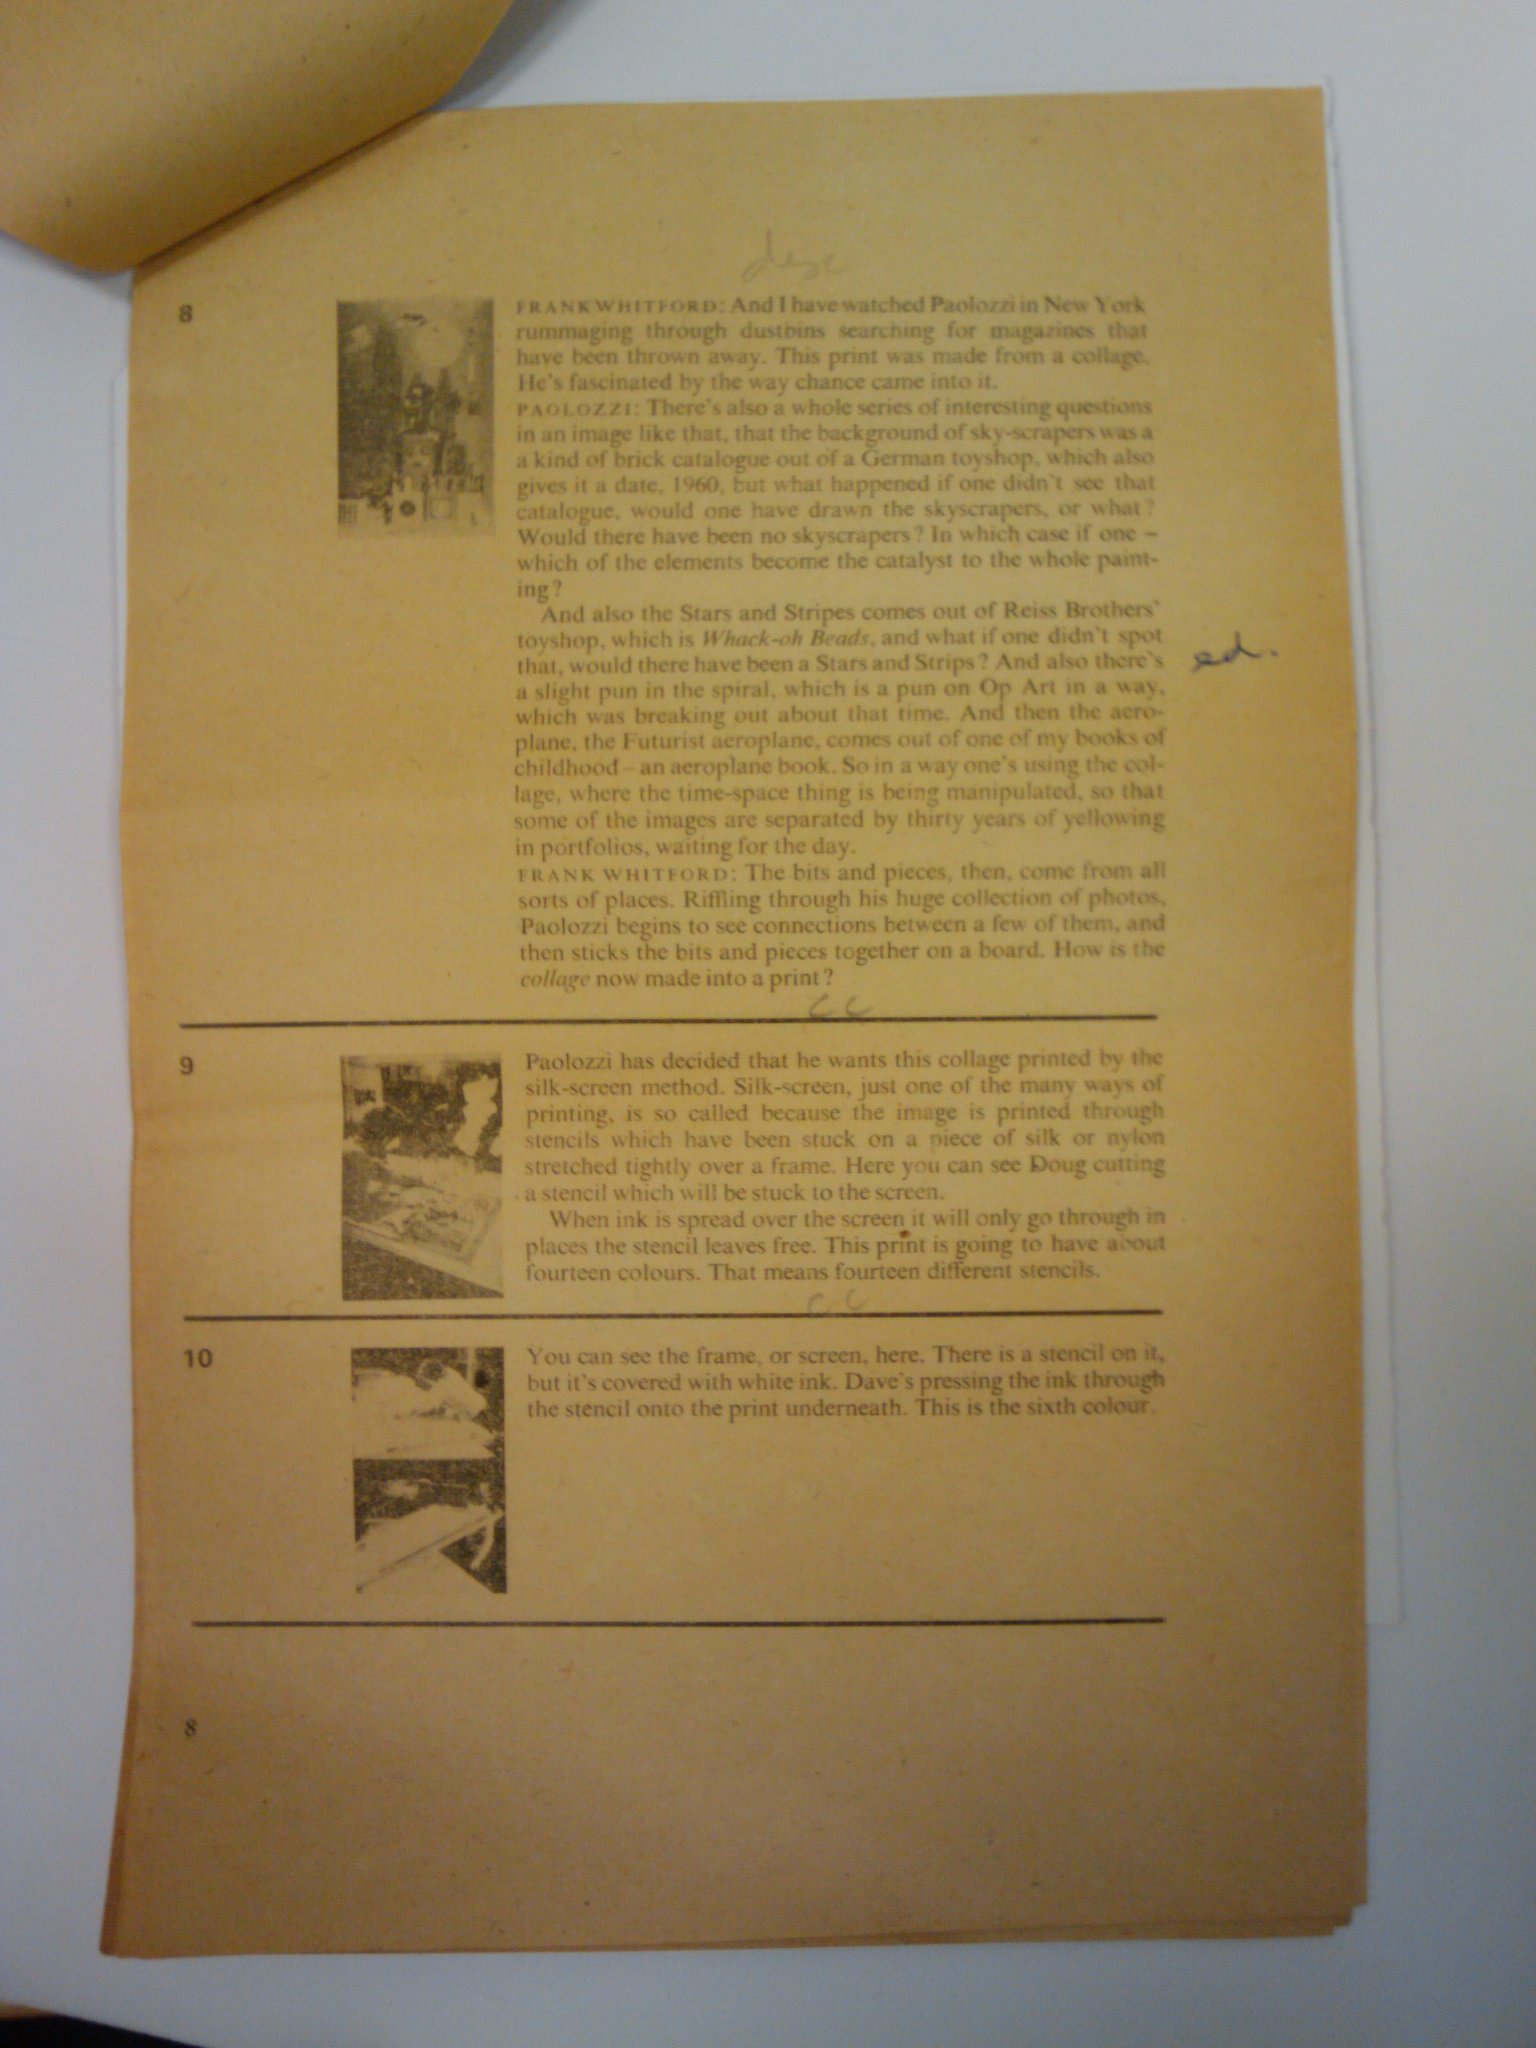 8
FRANK WHITFORD: And I have watched Paolozzi in New York
rummaging through dustbins searching for magazines that
have been thrown away. This print was made from a collage.
He's fascinated by the way chance came into it.
PAOLOZZI: There's also a whole series of interesting questions
in an image like that, that the background of sky-scrapers was a
a kind of brick catalogue out of a German toyshop, which also
gives it a date, 1960, but what happened if one didn't see that
catalogue, would one have drawn the skyscrapers, or what?
Would there have been no skyscrapers? In which case if one –
which of the elements become the catalyst to the whole paint-
ing?
And also the Stars and Stripes comes out of Reiss Brothers'
toyshop, which is Whack-oh Beads, and what if one didn't spot
that, would there have been a Stars and Strips? And also there's
ed.
a slight pun in the spiral, which is a pun on Op Art in a way,
which was breaking out about that time. And then the aero-
plane, the Futurist aeroplane, comes out of one of my books of
childhood – an aeroplane book. So in a way one's using the col-
lage, where the time-space thing is being manipulated, so that
some of the images are separated by thirty years of yellowing
in portfolios, waiting for the day.
FRANK WHITFORD: The bits and pieces, then, come from all
sorts of places. Riffling through his huge collection of photos,
Paolozzi begins to see connections between a few of them, and
then sticks the bits and pieces together on a board. How is the
collage now made into a print?
cc
9
Paolozzi has decided that he wants this collage printed by the
silk-screen method. Silk-screen, just one of the many ways of
printing, is so called because the image is printed through
stencils which have been stuck on a piece of silk or nylon
stretched tightly over a frame. Here you can see Doug cutting
a stencil which will be stuck to the screen.
When ink is spread over the screen it will only go through in
places the stencil leaves free. This print is going to have about
fourteen colours. That means fourteen different stencils.
cc
10
You can see the frame, or screen, here. There is a stencil on it,
but it's covered with white ink. Dave's pressing the ink through
the stencil onto the print underneath. This is the sixth colour.
8